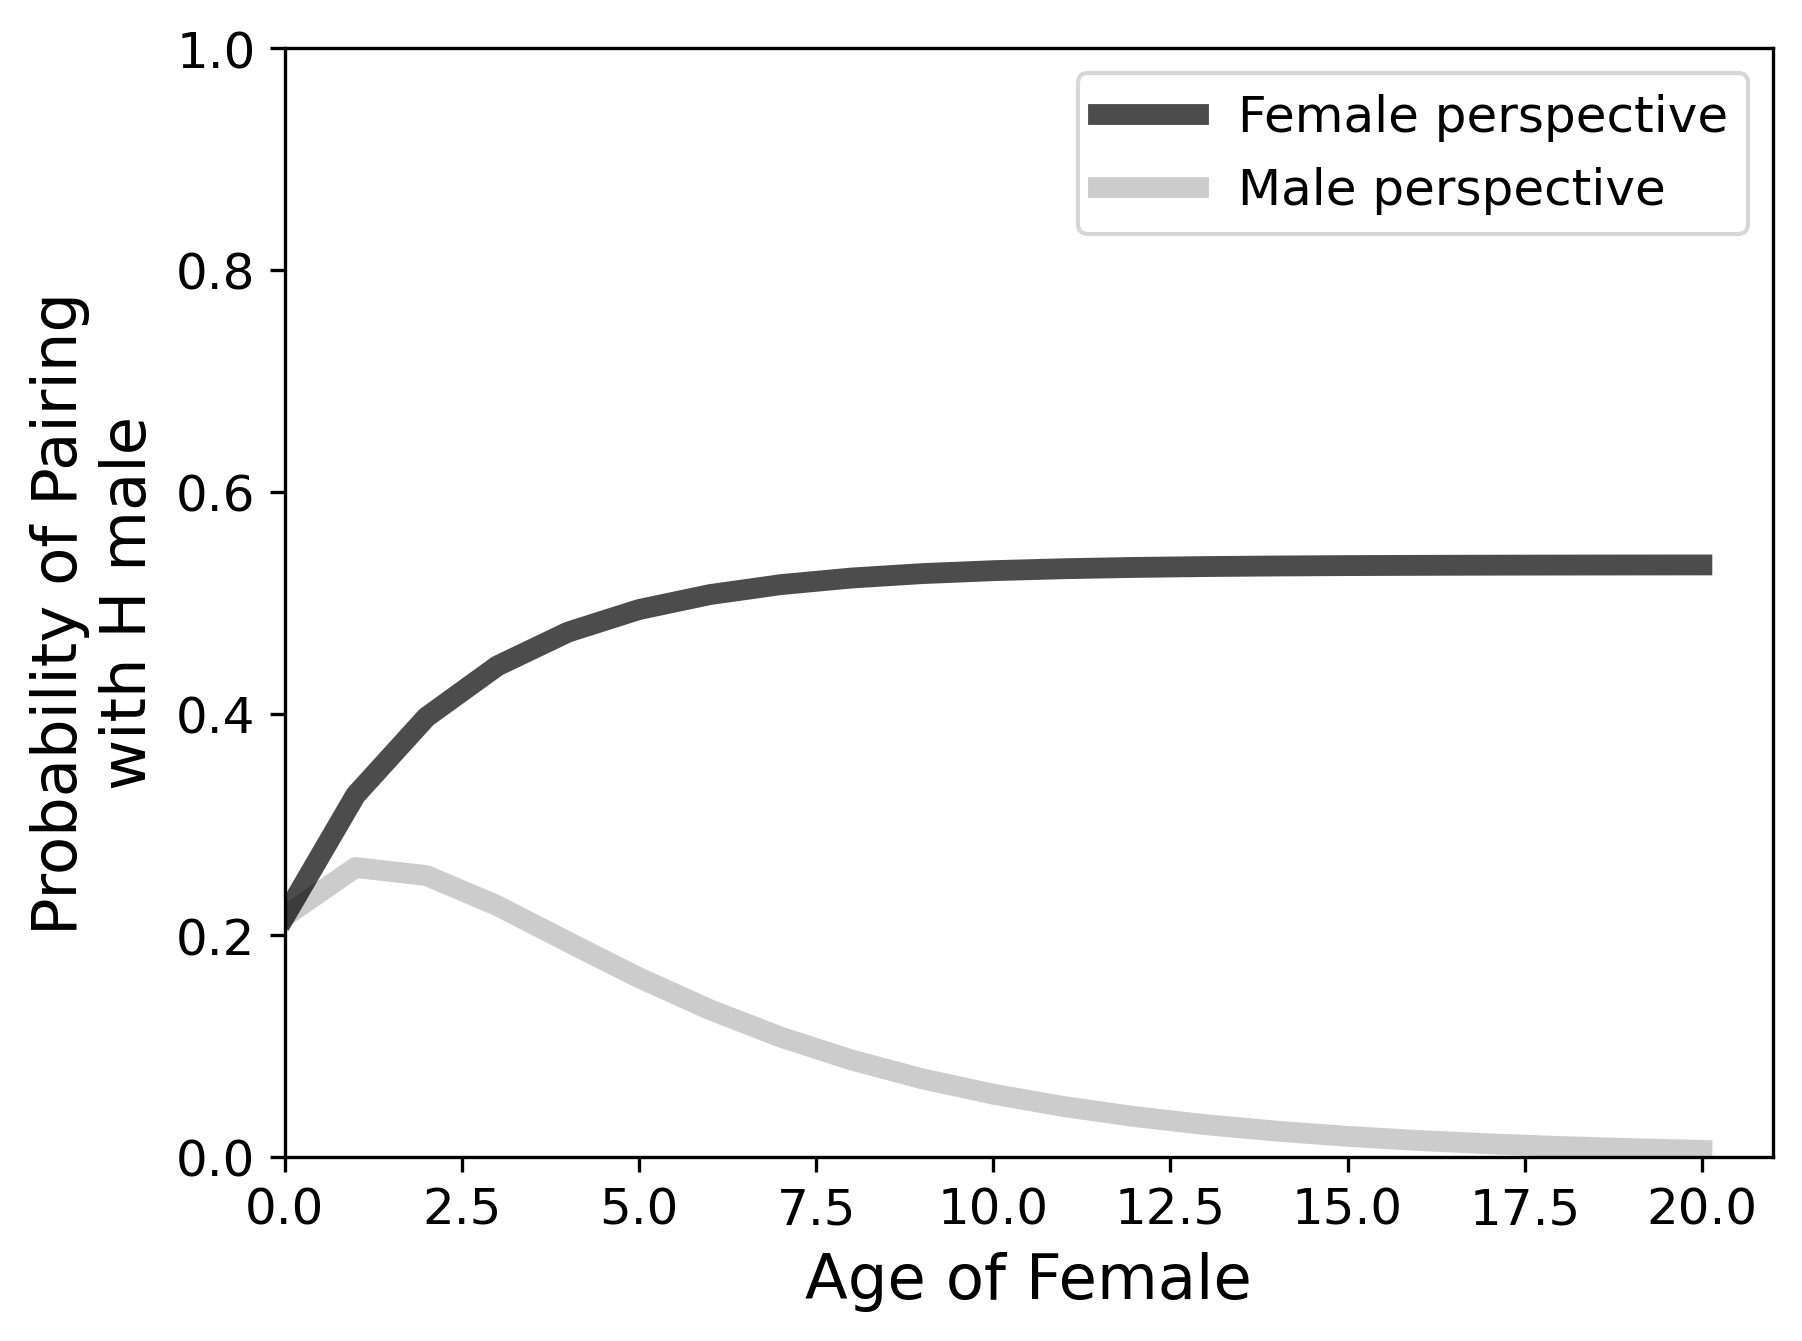 Probability of Pairing
with H male
1.0
0.8
0.6
0.4
0.2
0.0
Female perspective
Male perspective
0.0 2.5 5.0 7.5 10.0 12.5 15.0 17.5 20.0
Age of Female